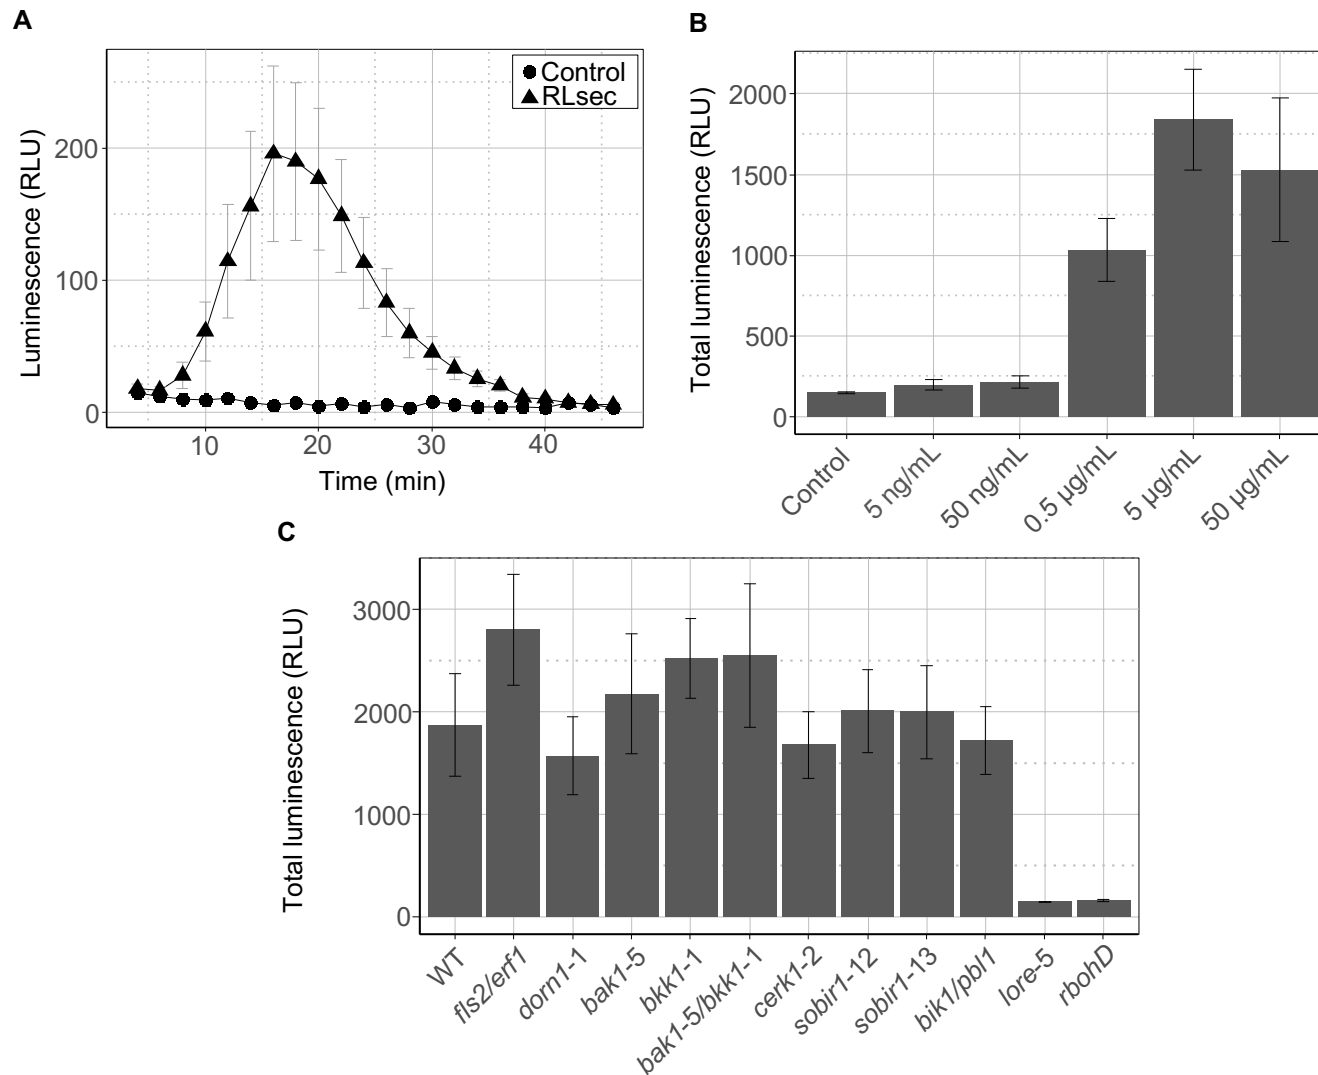 A
Luminescence (RLU)
200
100
0
10 20 30 40
Time (min)
Control
RLsec
B
Total luminescence (RLU)
2000
1500
1000
500
0
Control
5 ng/mL
50 ng/mL
0.5 µg/mL
5 µg/mL
50 µg/mL
C
Total luminescence (RLU)
3000
2000
1000
0
WT
fls2/erf1
dorn1-1
bak1-5
bkk1-1
bak1-5/bkk1-1
cerk1-2
sobir1-12
sobir1-13
bik1/pbl1
lore-5
rbohD